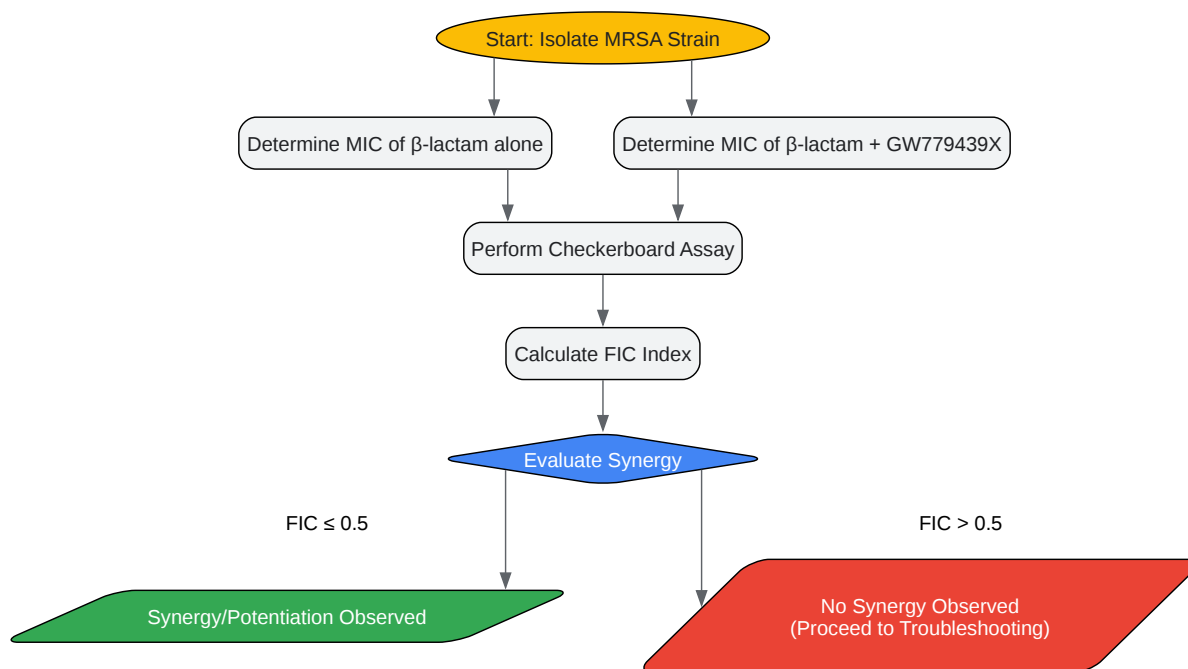 Start: Isolate MRSA Strain
Determine MIC of β-lactam alone
Determine MIC of β-lactam + GW779439X
Perform Checkerboard Assay
Calculate FIC Index
Evaluate Synergy
FIC ≤ 0.5
FIC > 0.5
Synergy/Potentiation Observed
No Synergy Observed
(Proceed to Troubleshooting)